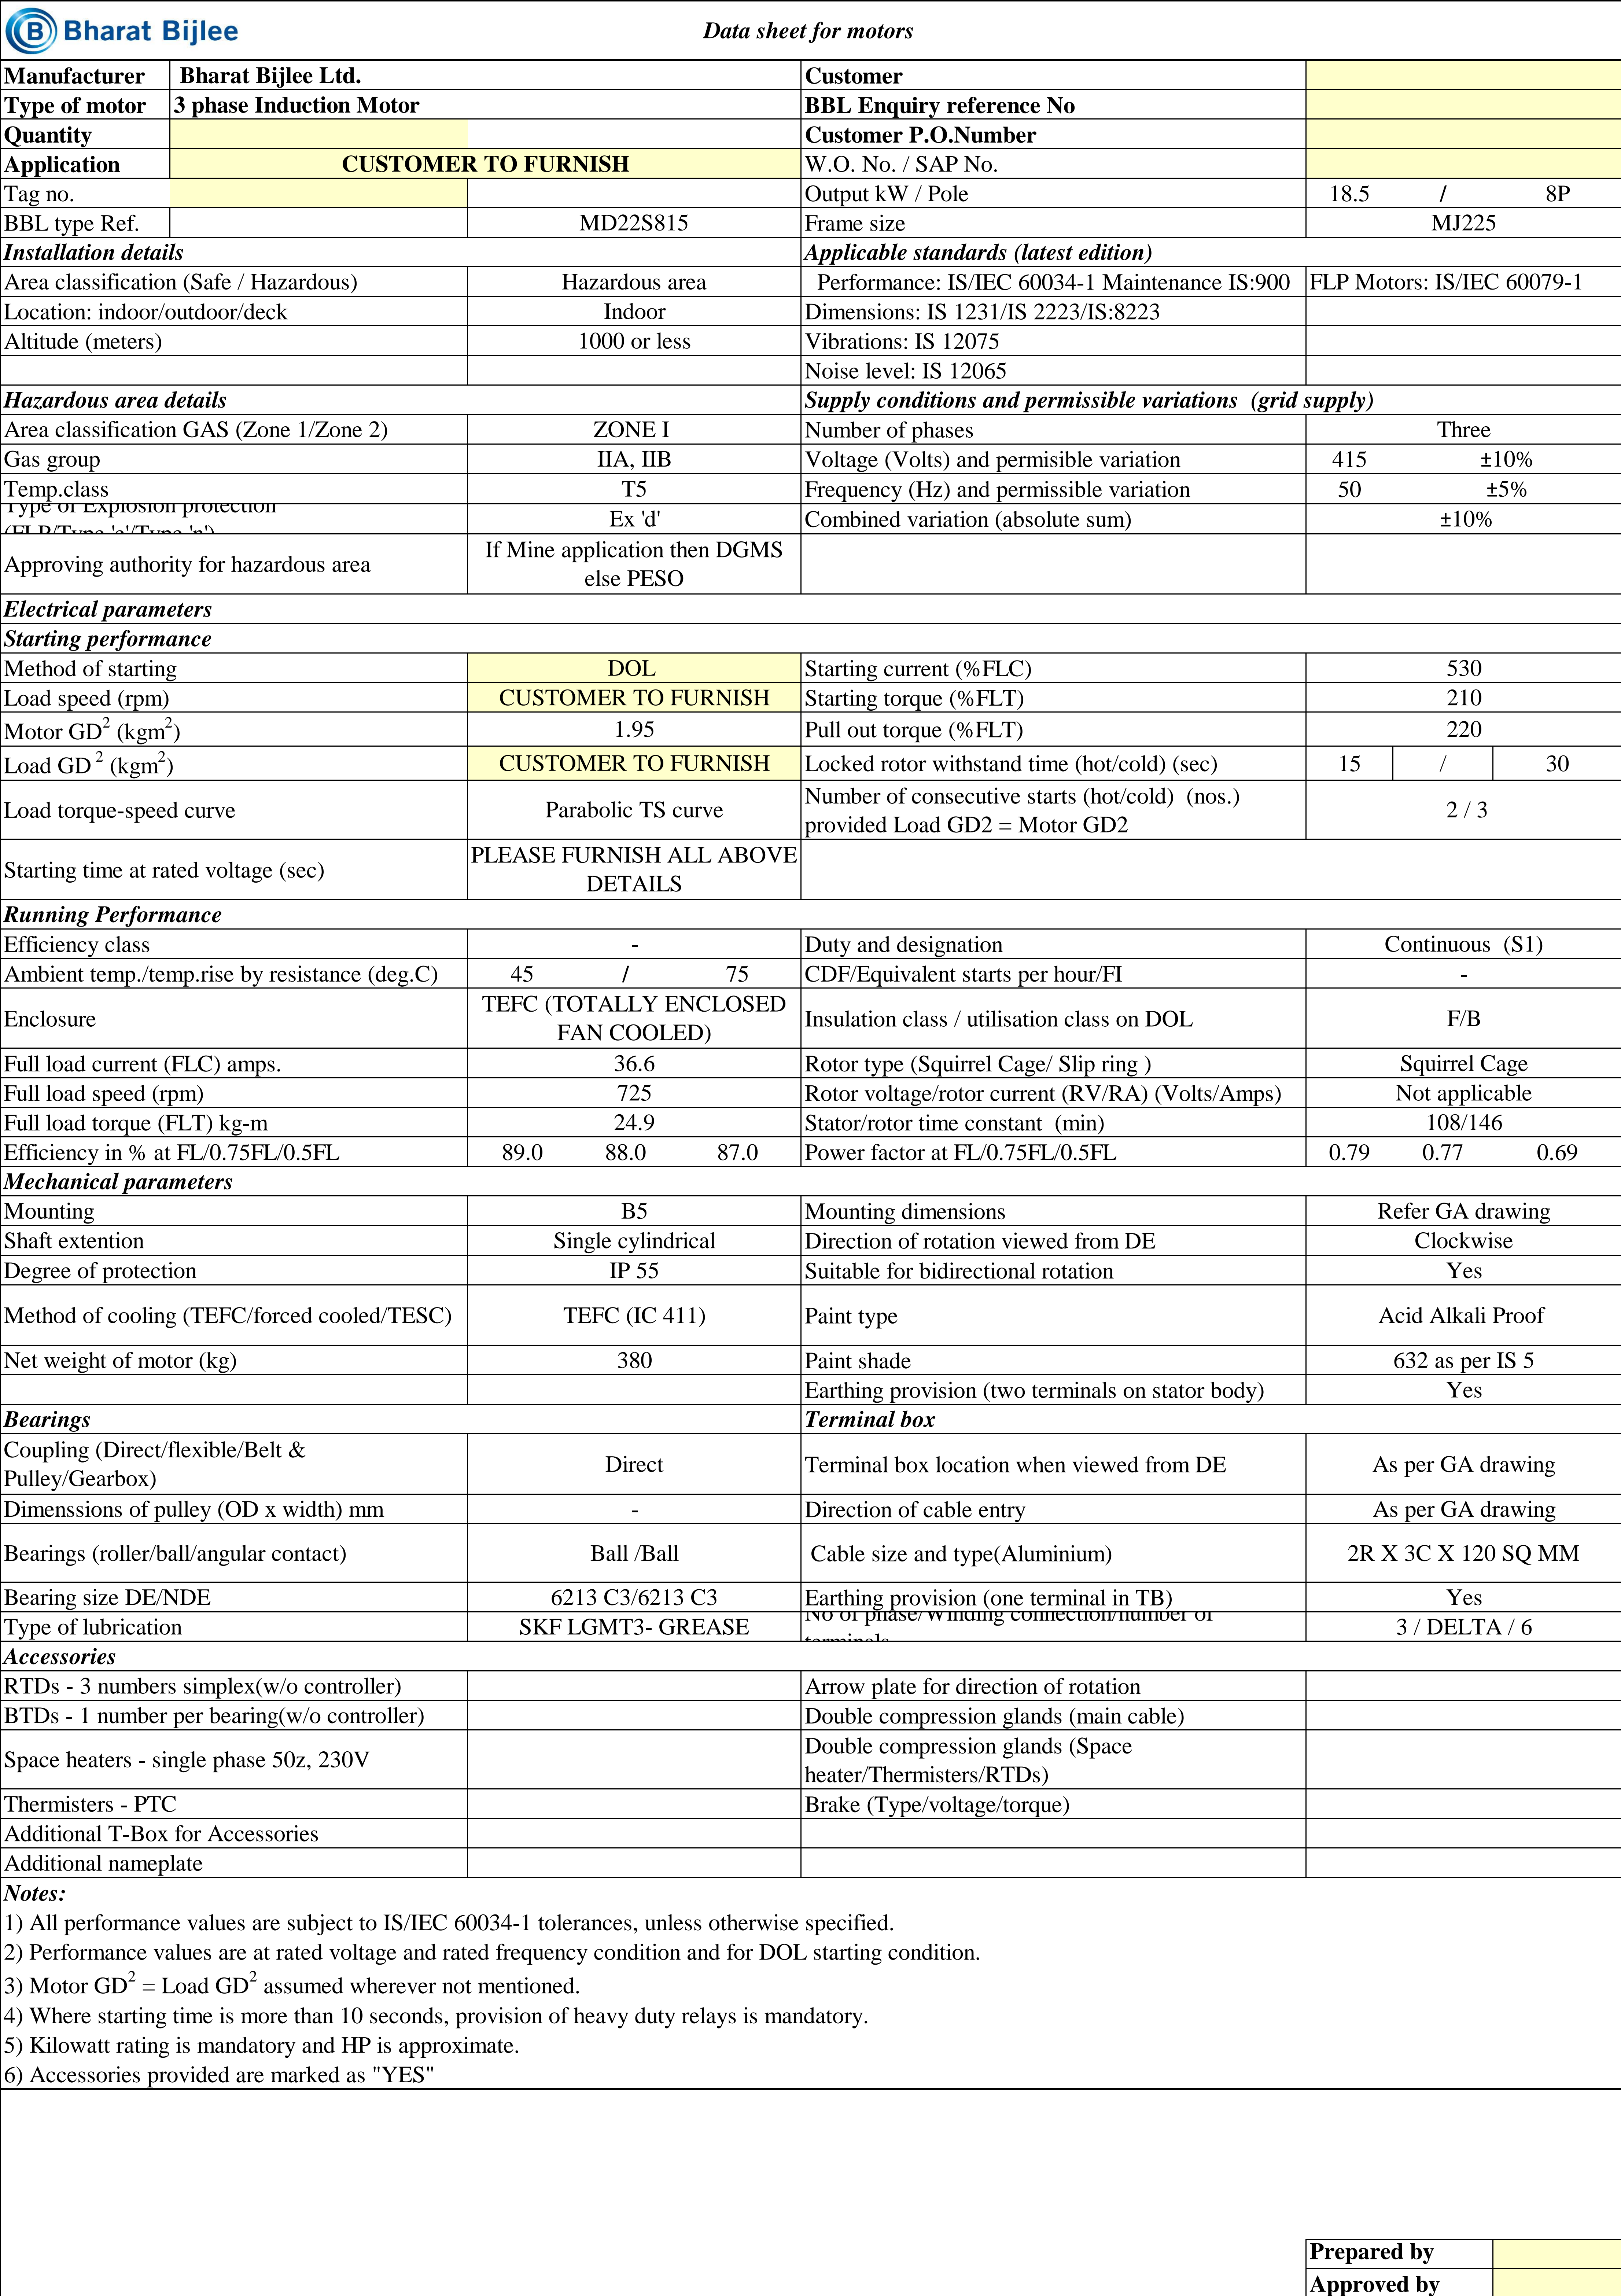 Bharat Bijlee
Data sheet for motors
Manufacturer Bharat Bijlee Ltd. Customer
Type of motor 3 phase Induction Motor BBL Enquiry reference No
Quantity Customer P.O.Number
Application CUSTOMER TO FURNISH W.O. No. / SAP No.
Tag no. Output kW / Pole 18.5 / 8P
BBL type Ref. MD22S815 Frame size MJ225
Installation details Applicable standards (latest edition)
Area classification (Safe / Hazardous) Hazardous area Performance: IS/IEC 60034-1 Maintenance IS:900 FLP Motors: IS/IEC 60079-1
Location: indoor/outdoor/deck Indoor Dimensions: IS 1231/IS 2223/IS:8223
Altitude (meters) 1000 or less Vibrations: IS 12075
Noise level: IS 12065
Hazardous area details Supply conditions and permissible variations (grid supply)
Area classification GAS (Zone 1/Zone 2) ZONE I Number of phases Three
Gas group IIA, IIB Voltage (Volts) and permisible variation 415 ±10%
Temp.class T5 Frequency (Hz) and permissible variation 50 ±5%
Type of Explosion protection
(FLP/Type 'e'/Type 'n') Ex 'd' Combined variation (absolute sum) ±10%
Approving authority for hazardous area If Mine application then DGMS
else PESO
Electrical parameters
Starting performance
Method of starting DOL Starting current (%FLC) 530
Load speed (rpm) CUSTOMER TO FURNISH Starting torque (%FLT) 210
Motor GD² (kgm²) 1.95 Pull out torque (%FLT) 220
Load GD ² (kgm²) CUSTOMER TO FURNISH Locked rotor withstand time (hot/cold) (sec) 15 / 30
Load torque-speed curve Parabolic TS curve Number of consecutive starts (hot/cold) (nos.)
provided Load GD2 = Motor GD2 2 / 3
Starting time at rated voltage (sec) PLEASE FURNISH ALL ABOVE
DETAILS
Running Performance
Efficiency class - Duty and designation Continuous (S1)
Ambient temp./temp.rise by resistance (deg.C) 45 / 75 CDF/Equivalent starts per hour/FI -
Enclosure TEFC (TOTALLY ENCLOSED
FAN COOLED) Insulation class / utilisation class on DOL F/B
Full load current (FLC) amps. 36.6 Rotor type (Squirrel Cage/ Slip ring ) Squirrel Cage
Full load speed (rpm) 725 Rotor voltage/rotor current (RV/RA) (Volts/Amps) Not applicable
Full load torque (FLT) kg-m 24.9 Stator/rotor time constant (min) 108/146
Efficiency in % at FL/0.75FL/0.5FL 89.0 88.0 87.0 Power factor at FL/0.75FL/0.5FL 0.79 0.77 0.69
Mechanical parameters
Mounting B5 Mounting dimensions Refer GA drawing
Shaft extention Single cylindrical Direction of rotation viewed from DE Clockwise
Degree of protection IP 55 Suitable for bidirectional rotation Yes
Method of cooling (TEFC/forced cooled/TESC) TEFC (IC 411) Paint type Acid Alkali Proof
Net weight of motor (kg) 380 Paint shade 632 as per IS 5
Earthing provision (two terminals on stator body) Yes
Bearings Terminal box
Coupling (Direct/flexible/Belt &
Pulley/Gearbox) Direct Terminal box location when viewed from DE As per GA drawing
Dimenssions of pulley (OD x width) mm - Direction of cable entry As per GA drawing
Bearings (roller/ball/angular contact) Ball /Ball Cable size and type(Aluminium) 2R X 3C X 120 SQ MM
Bearing size DE/NDE 6213 C3/6213 C3 Earthing provision (one terminal in TB) Yes
Type of lubrication SKF LGMT3- GREASE No of phase/Winding connection/number of
terminals 3 / DELTA / 6
Accessories
RTDs - 3 numbers simplex(w/o controller) Arrow plate for direction of rotation
BTDs - 1 number per bearing(w/o controller) Double compression glands (main cable)
Space heaters - single phase 50z, 230V Double compression glands (Space
heater/Thermisters/RTDs)
Thermisters - PTC Brake (Type/voltage/torque)
Additional T-Box for Accessories
Additional nameplate
Notes:
1) All performance values are subject to IS/IEC 60034-1 tolerances, unless otherwise specified.
2) Performance values are at rated voltage and rated frequency condition and for DOL starting condition.
3) Motor GD² = Load GD² assumed wherever not mentioned.
4) Where starting time is more than 10 seconds, provision of heavy duty relays is mandatory.
5) Kilowatt rating is mandatory and HP is approximate.
6) Accessories provided are marked as "YES"
Prepared by
Approved by